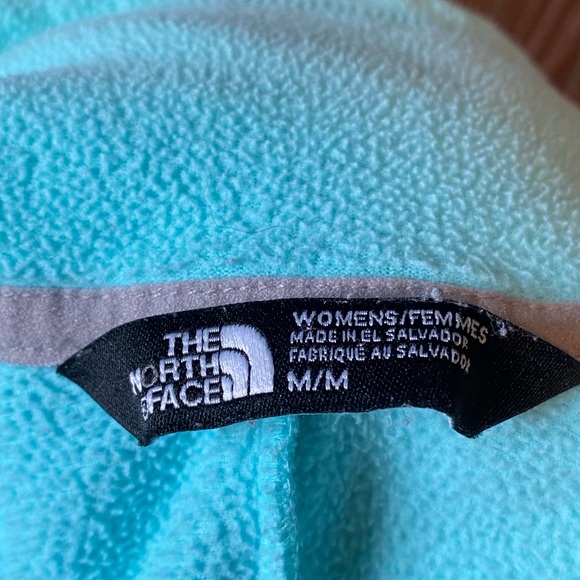 THE
NORTH
FACE
WOMENS/FEMMES
MADE IN EL SALVADOR
FABRIQUÉ AU SALVADOR
M/M